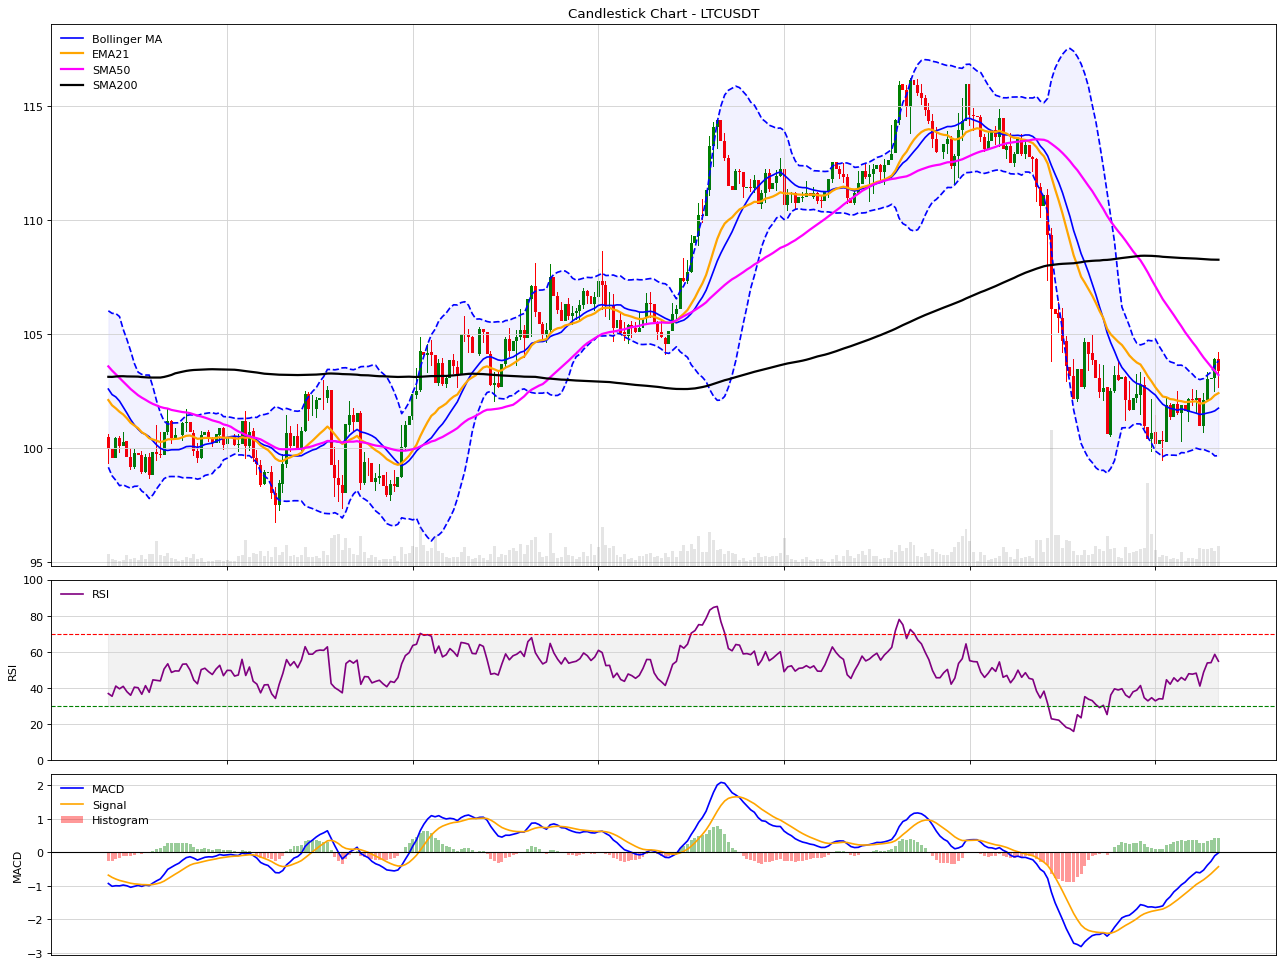 Candlestick Chart - LTCUSDT
Bollinger MA
EMA21
SMA50
SMA200
115
110
105
100
95
100
80
60
40
20
0
RSI
RSI
2
1
0
−1
−2
−3
MACD
MACD
Signal
Histogram